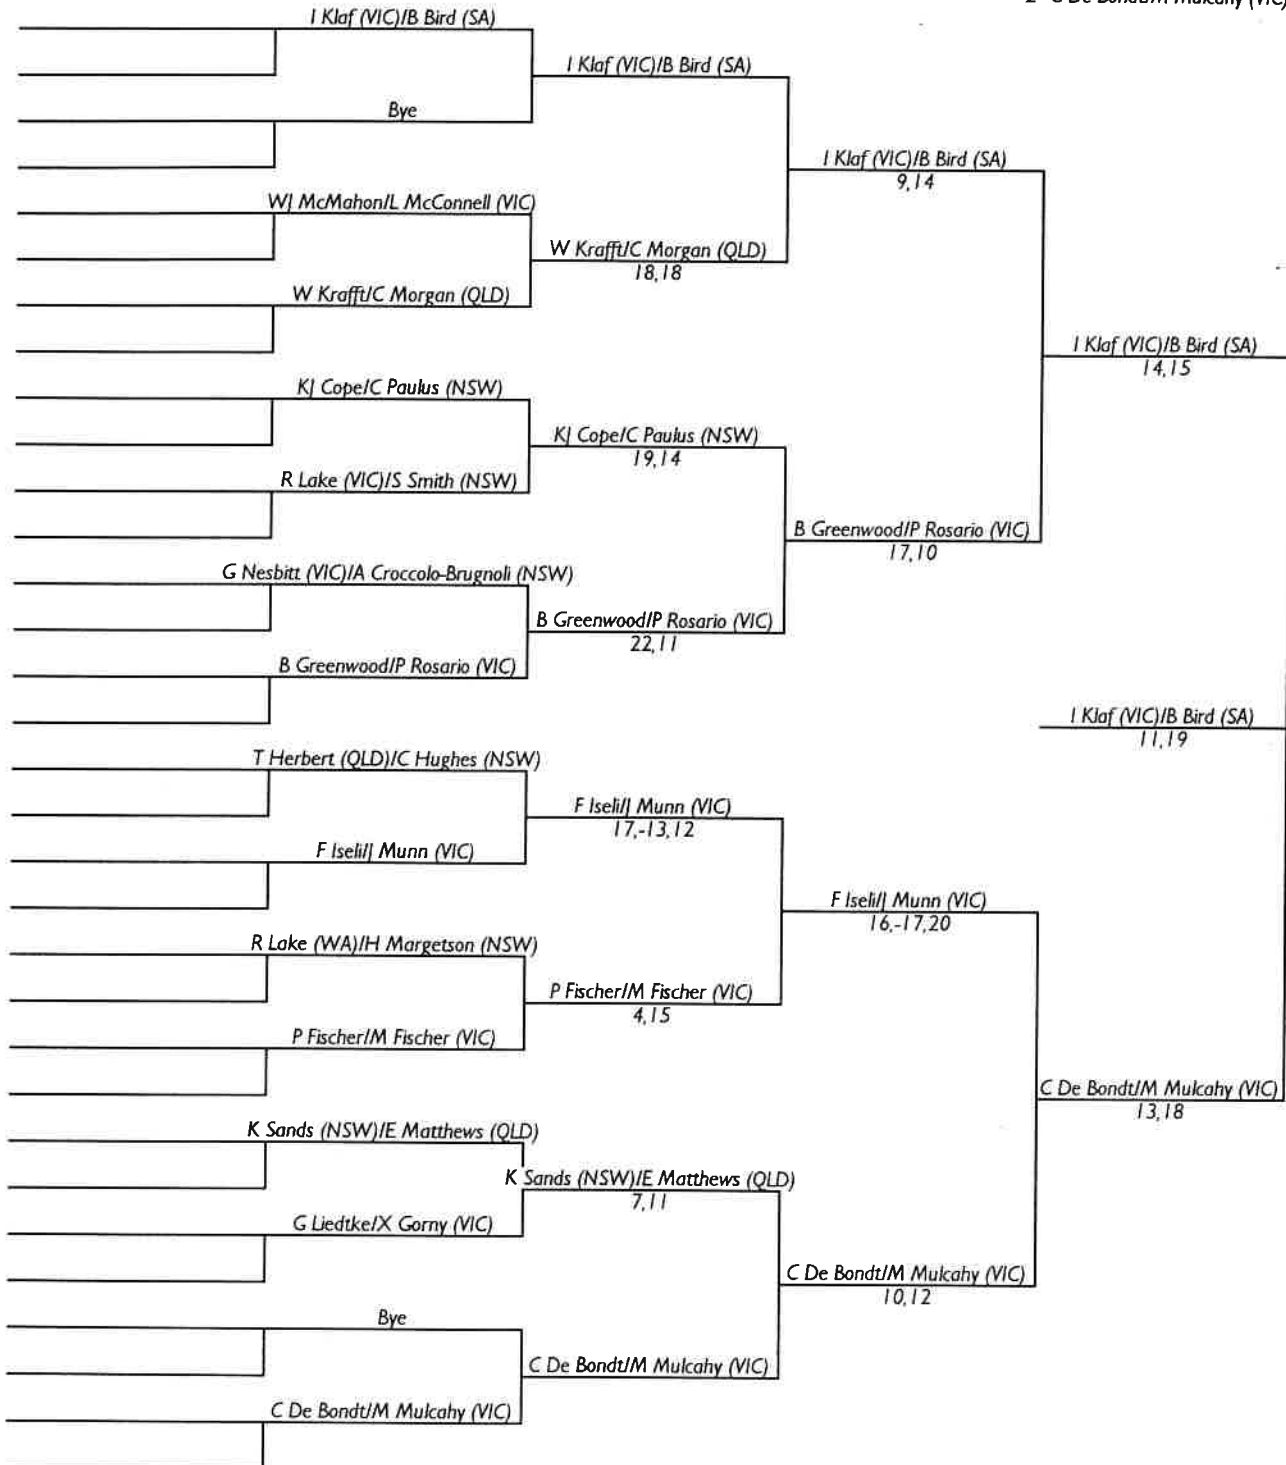 2 C De Bondt/M Mulcahy (VIC)
I Klaf (VIC)/B Bird (SA)
I Klaf (VIC)/B Bird (SA)
Bye
I Klaf (VIC)/B Bird (SA)
9,14
WJ McMahon/L McConnell (VIC)
W Krafft/C Morgan (QLD)
18,18
W Krafft/C Morgan (QLD)
I Klaf (VIC)/B Bird (SA)
14,15
KJ Cope/C Paulus (NSW)
KJ Cope/C Paulus (NSW)
19,14
R Lake (VIC)/S Smith (NSW)
B Greenwood/P Rosario (VIC)
17,10
G Nesbitt (VIC)/A Croccolo-Brugnoli (NSW)
B Greenwood/P Rosario (VIC)
22,11
B Greenwood/P Rosario (VIC)
I Klaf (VIC)/B Bird (SA)
11,19
T Herbert (QLD)/C Hughes (NSW)
F Iseli/J Munn (VIC)
17,-13,12
F Iseli/J Munn (VIC)
F Iseli/J Munn (VIC)
16,-17,20
R Lake (WA)/H Margetson (NSW)
P Fischer/M Fischer (VIC)
4,15
P Fischer/M Fischer (VIC)
C De Bondt/M Mulcahy (VIC)
13,18
K Sands (NSW)/E Matthews (QLD)
K Sands (NSW)/E Matthews (QLD)
7,11
G Liedtke/X Gorny (VIC)
C De Bondt/M Mulcahy (VIC)
10,12
Bye
C De Bondt/M Mulcahy (VIC)
C De Bondt/M Mulcahy (VIC)